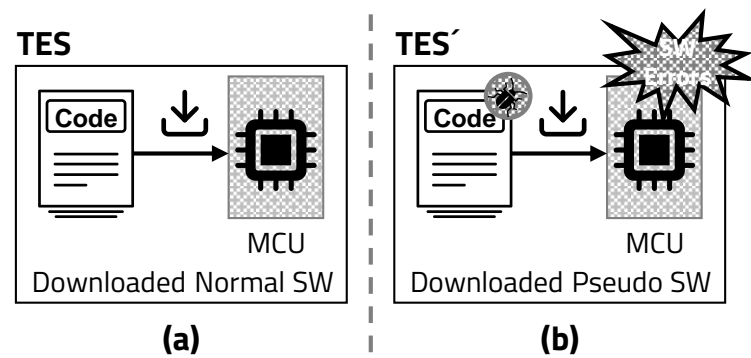 TES
Code
MCU
Downloaded Normal SW
(a)
TES´
SW
Errors
Code
MCU
Downloaded Pseudo SW
(b)